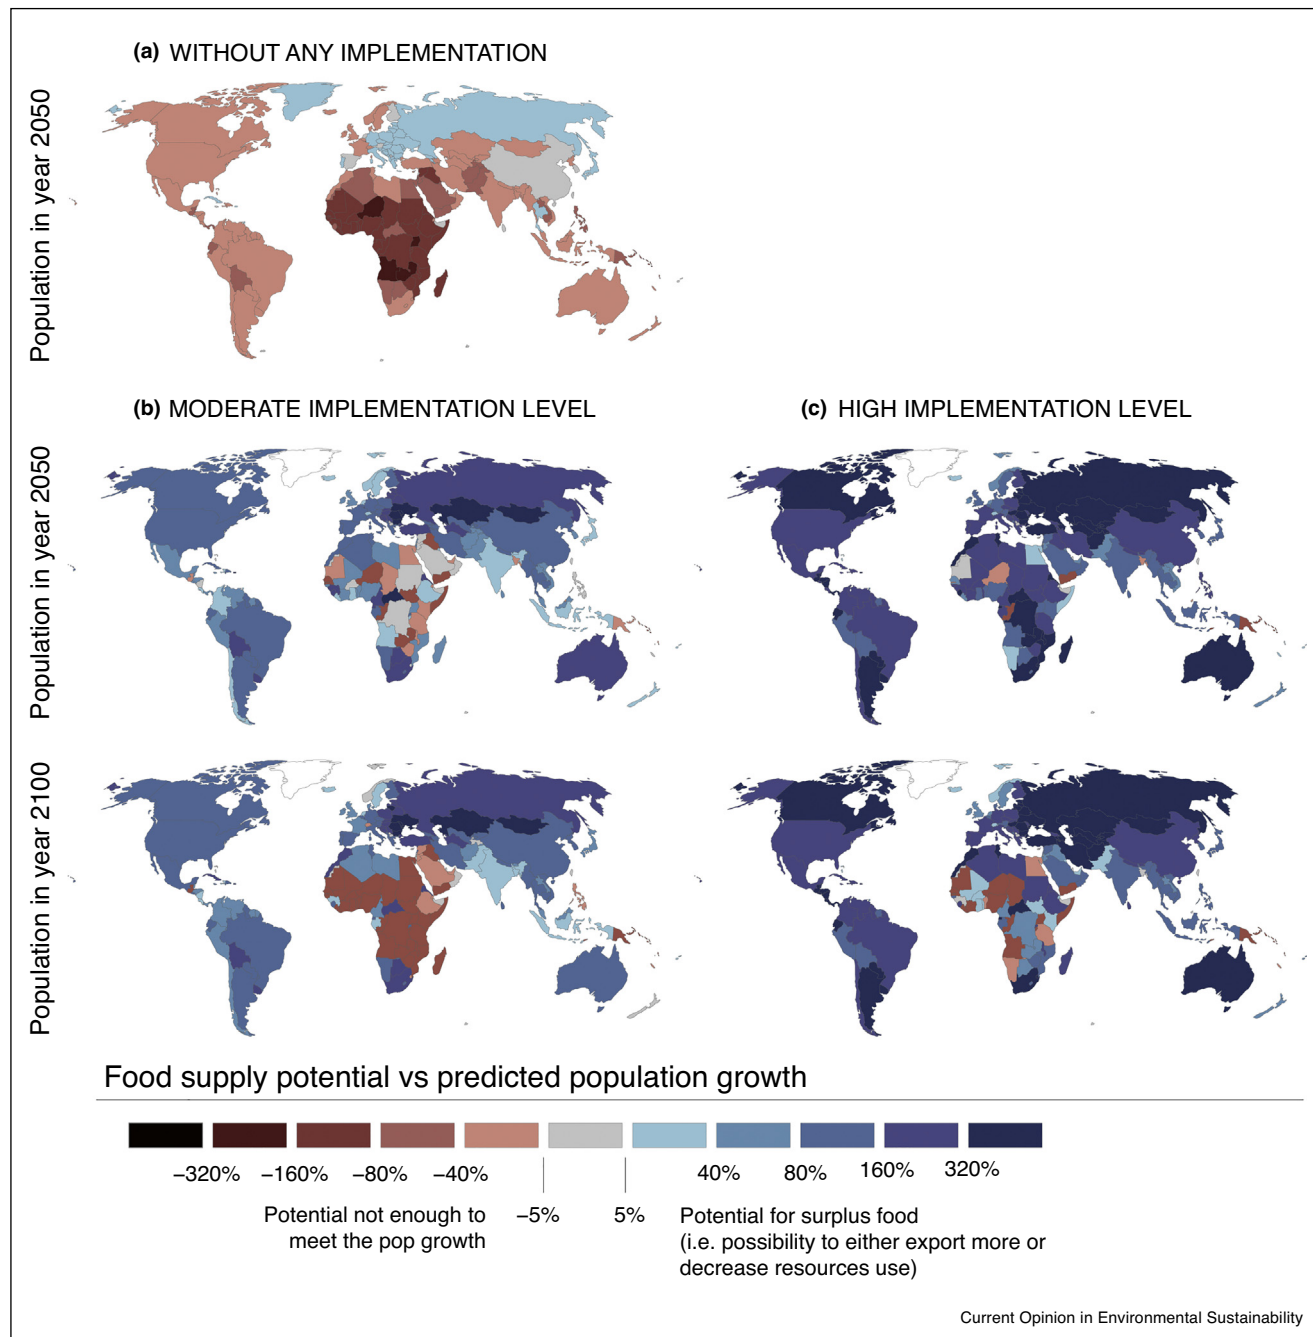 (a) WITHOUT ANY IMPLEMENTATION
Population in year 2050
(b) MODERATE IMPLEMENTATION LEVEL
(c) HIGH IMPLEMENTATION LEVEL
Population in year 2050
Population in year 2100
Food supply potential vs predicted population growth
−320% −160% −80% −40% 40% 80% 160% 320%
Potential not enough to
meet the pop growth
−5% 5%
Potential for surplus food
(i.e. possibility to either export more or
decrease resources use)
Current Opinion in Environmental Sustainability